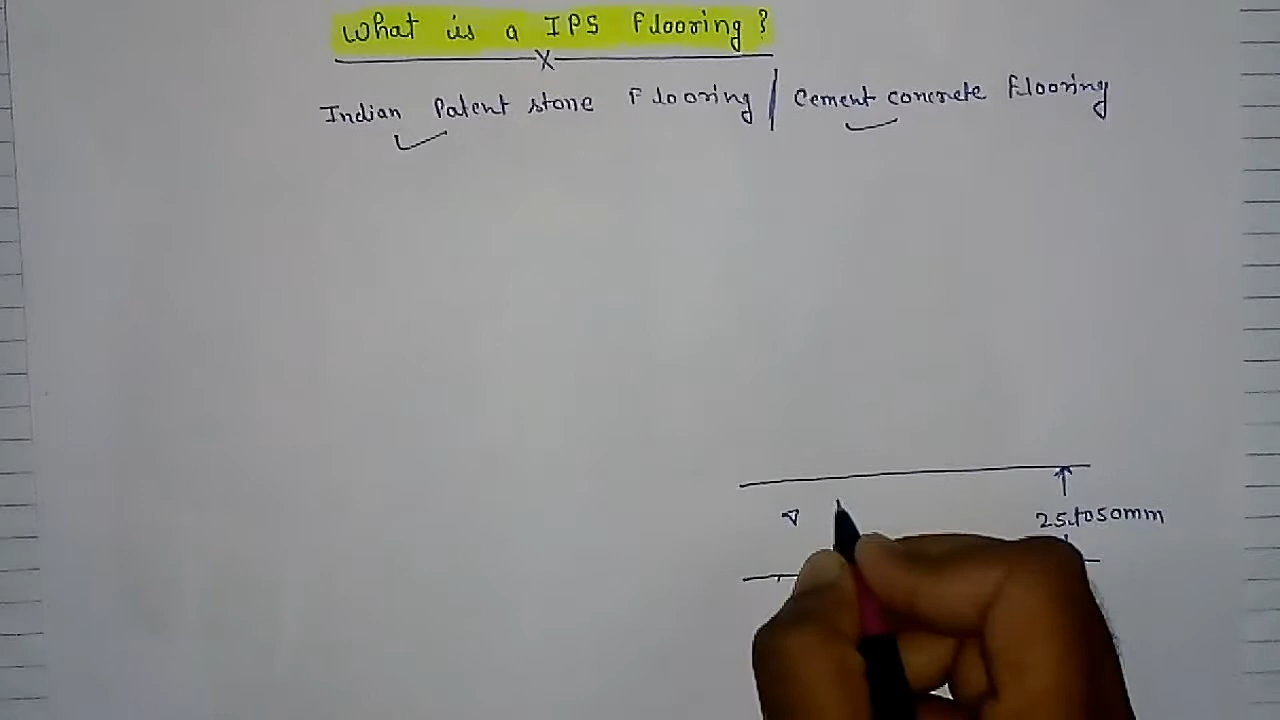 What is a IPS Flooring?
X
Indian Patent stone Flooring / Cement concrete flooring
25 to 50mm